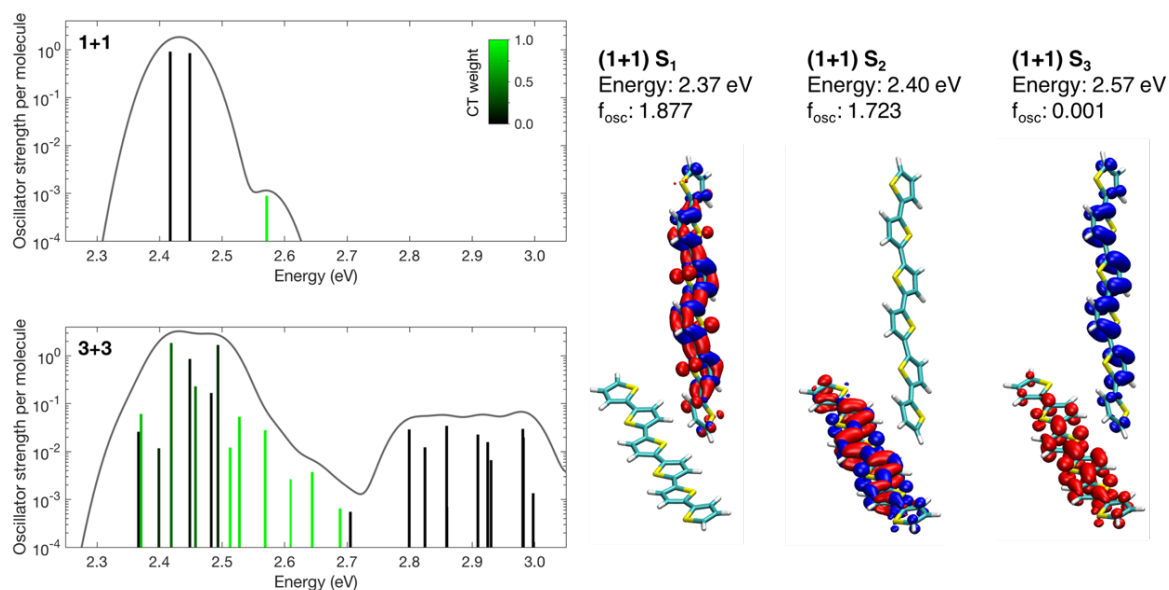 1+1
CT weight
1.0
0.5
0.0
Oscillator strength per molecule
10⁰
10⁻¹
10⁻²
10⁻³
10⁻⁴
2.3 2.4 2.5 2.6 2.7 2.8 2.9 3.0
Energy (eV)
3+3
Oscillator strength per molecule
10⁰
10⁻¹
10⁻²
10⁻³
10⁻⁴
2.3 2.4 2.5 2.6 2.7 2.8 2.9 3.0
Energy (eV)
(1+1) S₁
Energy: 2.37 eV
fosc: 1.877
(1+1) S₂
Energy: 2.40 eV
fosc: 1.723
(1+1) S₃
Energy: 2.57 eV
fosc: 0.001